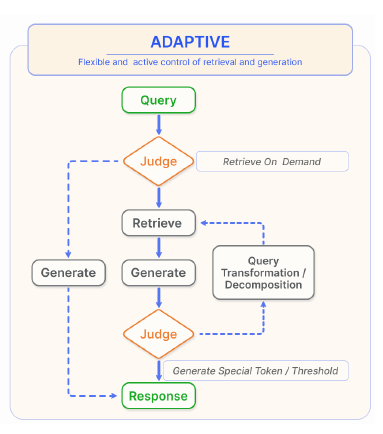 ADAPTIVE
Flexible and active control of retrieval and generation
Query
Judge
Retrieve On Demand
Retrieve
Generate
Generate
Query
Transformation /
Decomposition
Judge
Generate Special Token / Threshold
Response